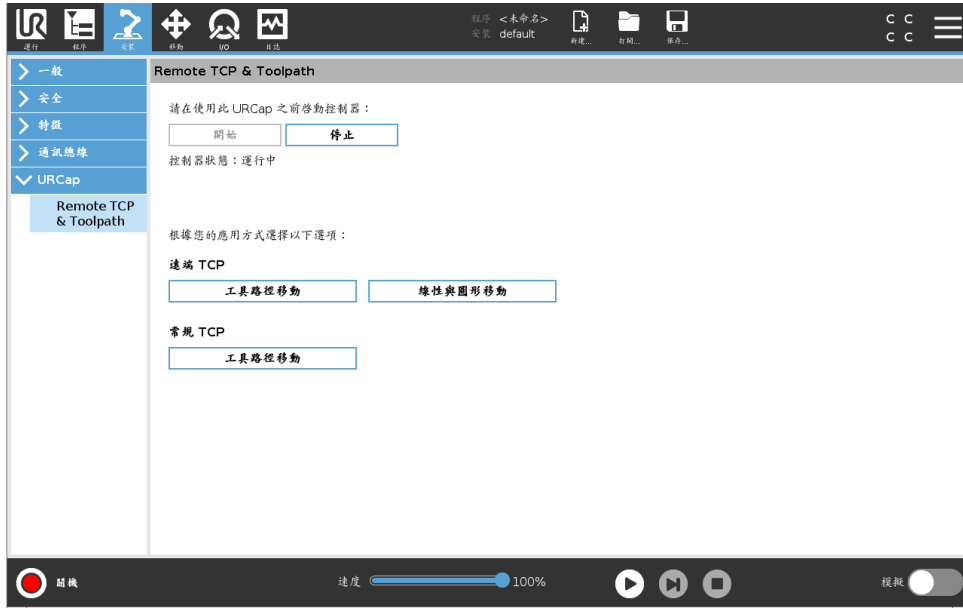 程序 <未命名>
安裝 default
運行 程序 安裝 移動 I/O 日誌
新建... 打開... 保存...
C C
C C
一般
安全
特徵
通訊總線
URCap
Remote TCP
& Toolpath
Remote TCP & Toolpath
請在使用此 URCap 之前啓動控制器：
開始 停止
控制器狀態：運行中
根據您的應用方式選擇以下選項：
遠端 TCP
工具路徑移動 線性與圓形移動
常規 TCP
工具路徑移動
關機 速度 100% 模擬